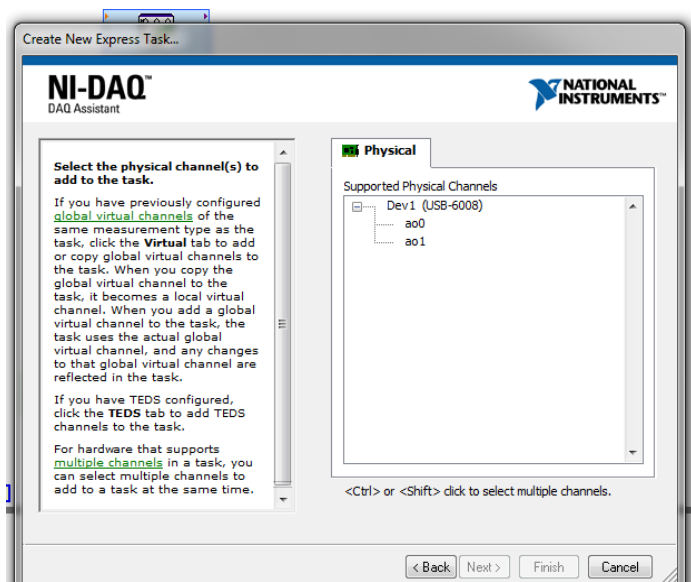 Create New Express Task...
NI-DAQ™
DAQ Assistant
NATIONAL
INSTRUMENTS™
Select the physical channel(s) to
add to the task.
If you have previously configured
global virtual channels of the
same measurement type as the
task, click the Virtual tab to add
or copy global virtual channels to
the task. When you copy the
global virtual channel to the
task, it becomes a local virtual
channel. When you add a global
virtual channel to the task, the
task uses the actual global
virtual channel, and any changes
to that global virtual channel are
reflected in the task.
If you have TEDS configured,
click the TEDS tab to add TEDS
channels to the task.
For hardware that supports
multiple channels in a task, you
can select multiple channels to
add to a task at the same time.
Physical
Supported Physical Channels
Dev1 (USB-6008)
ao0
ao1
<Ctrl> or <Shift> click to select multiple channels.
< Back
Next >
Finish
Cancel